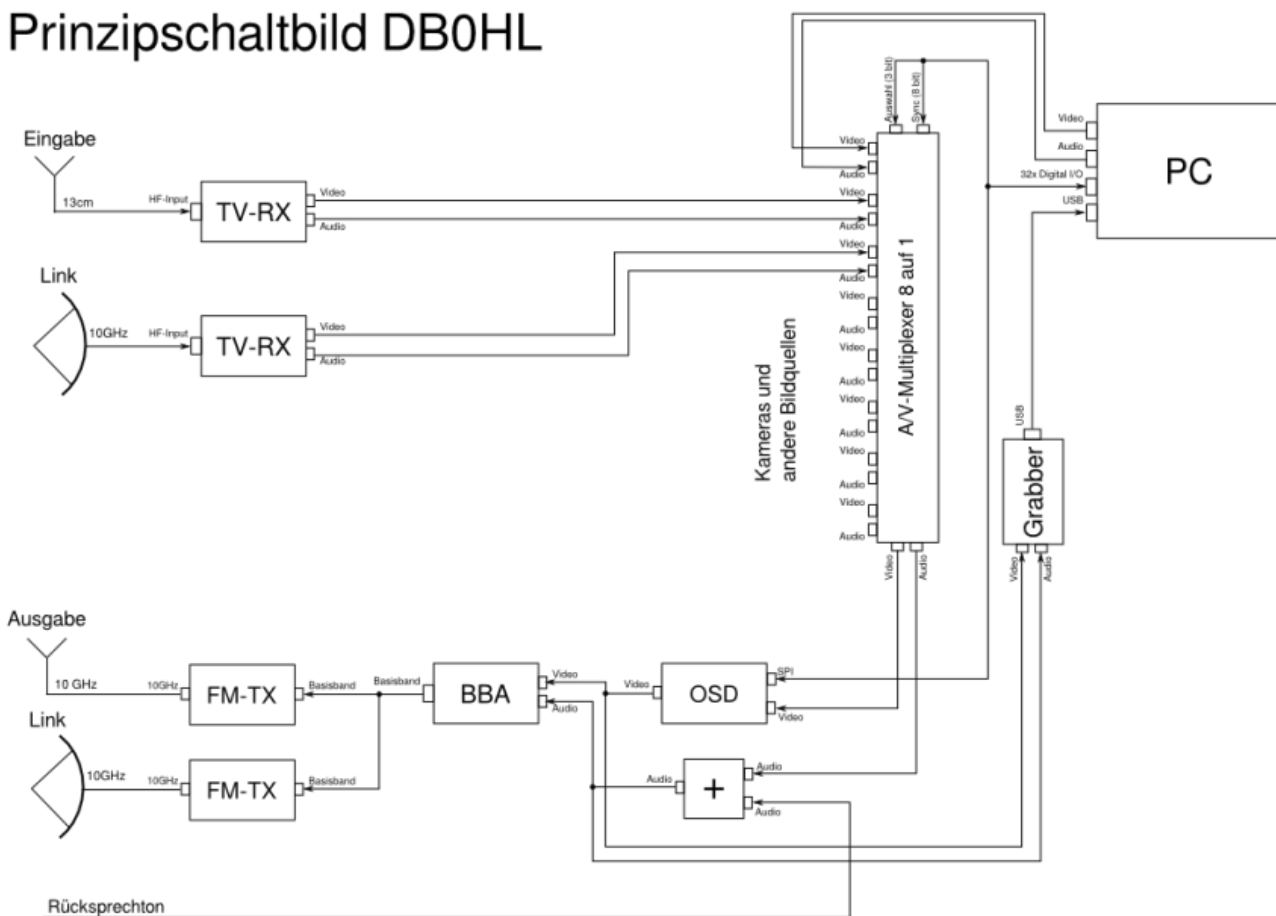 Prinzipschaltbild DB0HL
Eingabe
13cm
HF-Input
TV-RX
Video
Audio
Link
10GHz
HF-Input
TV-RX
Video
Audio
Auswahl (3 bit)
Sync (8 bit)
Video
Audio
Video
Audio
Video
Audio
Video
Audio
Video
Audio
Video
Audio
Video
Audio
Video
Audio
A/V-Multiplexer 8 auf 1
Kameras und
andere Bildquellen
Video
Audio
Video
Audio
32x Digital I/O
USB
PC
USB
Grabber
Video
Audio
Ausgabe
10 GHz
10GHz
FM-TX
Basisband
Basisband
BBA
Video
Audio
Video
OSD
SPI
Video
Link
10GHz
10GHz
FM-TX
Basisband
Audio
+
Audio
Audio
Rücksprechton